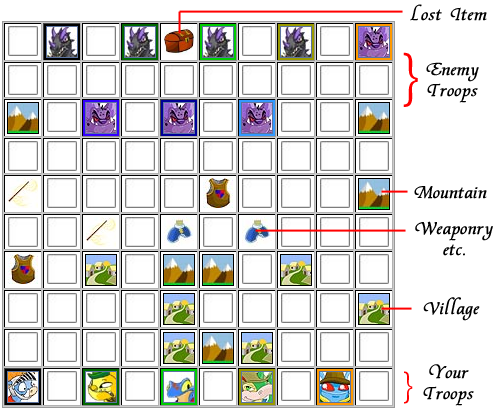 Lost Item
Enemy
Troops
Mountain
Weaponry
etc.
Village
Your
Troops